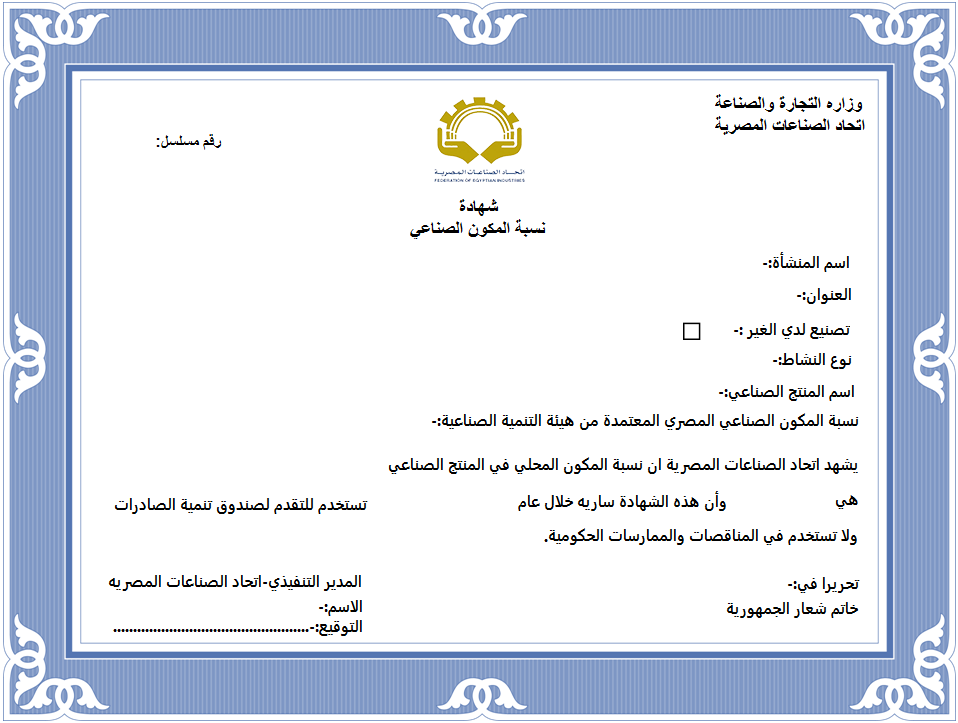 وزاره التجارة والصناعة
اتحاد الصناعات المصرية
رقم مسلسل:
اتحاد الصناعات المصرية
FEDERATION OF EGYPTIAN INDUSTRIES
شهادة
نسبة المكون الصناعي
اسم المنشأة:-
العنوان:-
تصنيع لدي الغير :-
نوع النشاط:-
اسم المنتج الصناعي:-
نسبة المكون الصناعي المصري المعتمدة من هيئة التنمية الصناعية:-
يشهد اتحاد الصناعات المصرية ان نسبة المكون المحلي في المنتج الصناعي
هي وأن هذه الشهادة ساريه خلال عام تستخدم للتقدم لصندوق تنمية الصادرات
ولا تستخدم في المناقصات والممارسات الحكومية.
تحريرا في:-
خاتم شعار الجمهورية
المدير التنفيذي-اتحاد الصناعات المصريه
الاسم:-
التوقيع:-.................................................